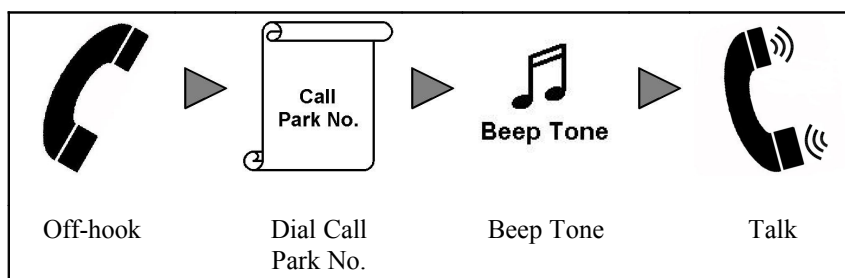 Call
Park No.
Beep Tone
Off-hook
Dial Call
Park No.
Beep Tone
Talk